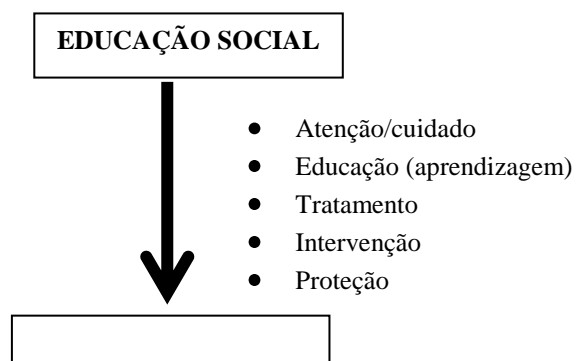 EDUCAÇÃO SOCIAL
• Atenção/cuidado
• Educação (aprendizagem)
• Tratamento
• Intervenção
• Proteção